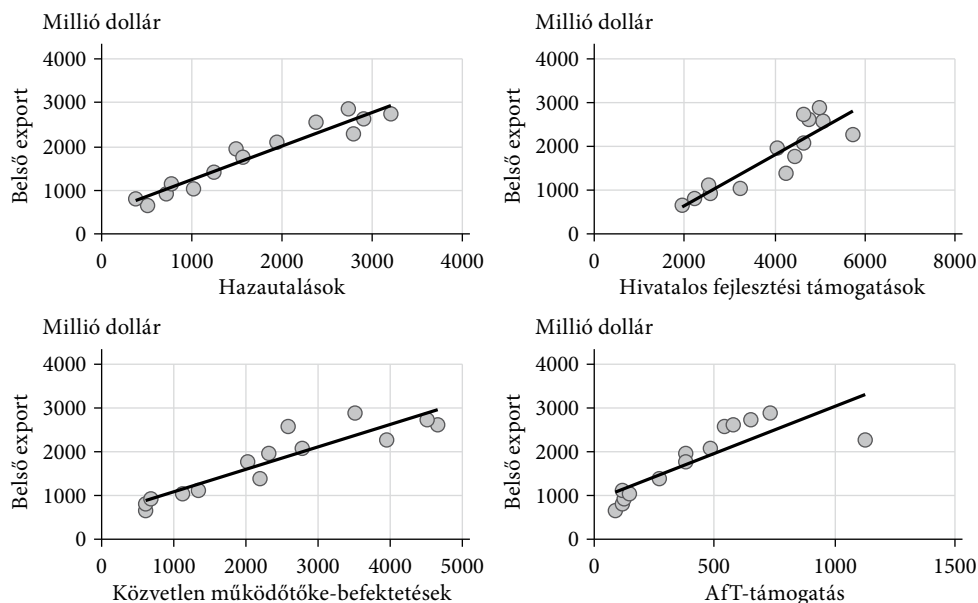 Millió dollár
4000
3000
2000
1000
0
Belső export
0 1000 2000 3000 4000
Hazautalások
Millió dollár
4000
3000
2000
1000
0
Belső export
0 2000 4000 6000 8000
Hivatalos fejlesztési támogatások
Millió dollár
4000
3000
2000
1000
0
Belső export
0 1000 2000 3000 4000 5000
Közvetlen működőtőke-befektetések
Millió dollár
4000
3000
2000
1000
0
Belső export
0 500 1000 1500
AfT-támogatás